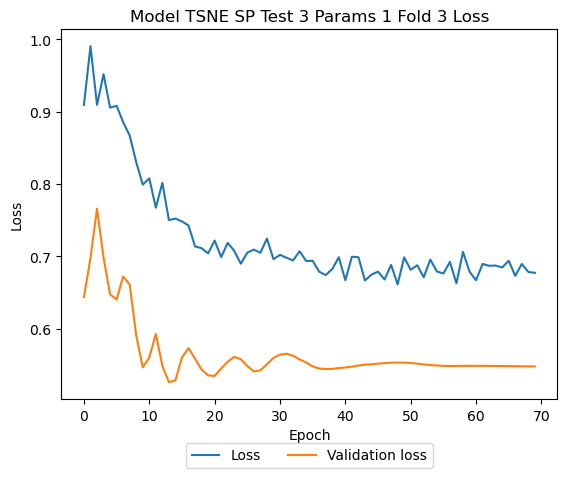 Model TSNE SP Test 3 Params 1 Fold 3 Loss
1.0
0.9
0.8
0.7
0.6
Loss
0 10 20 30 40 50 60 70
Epoch
Loss Validation loss